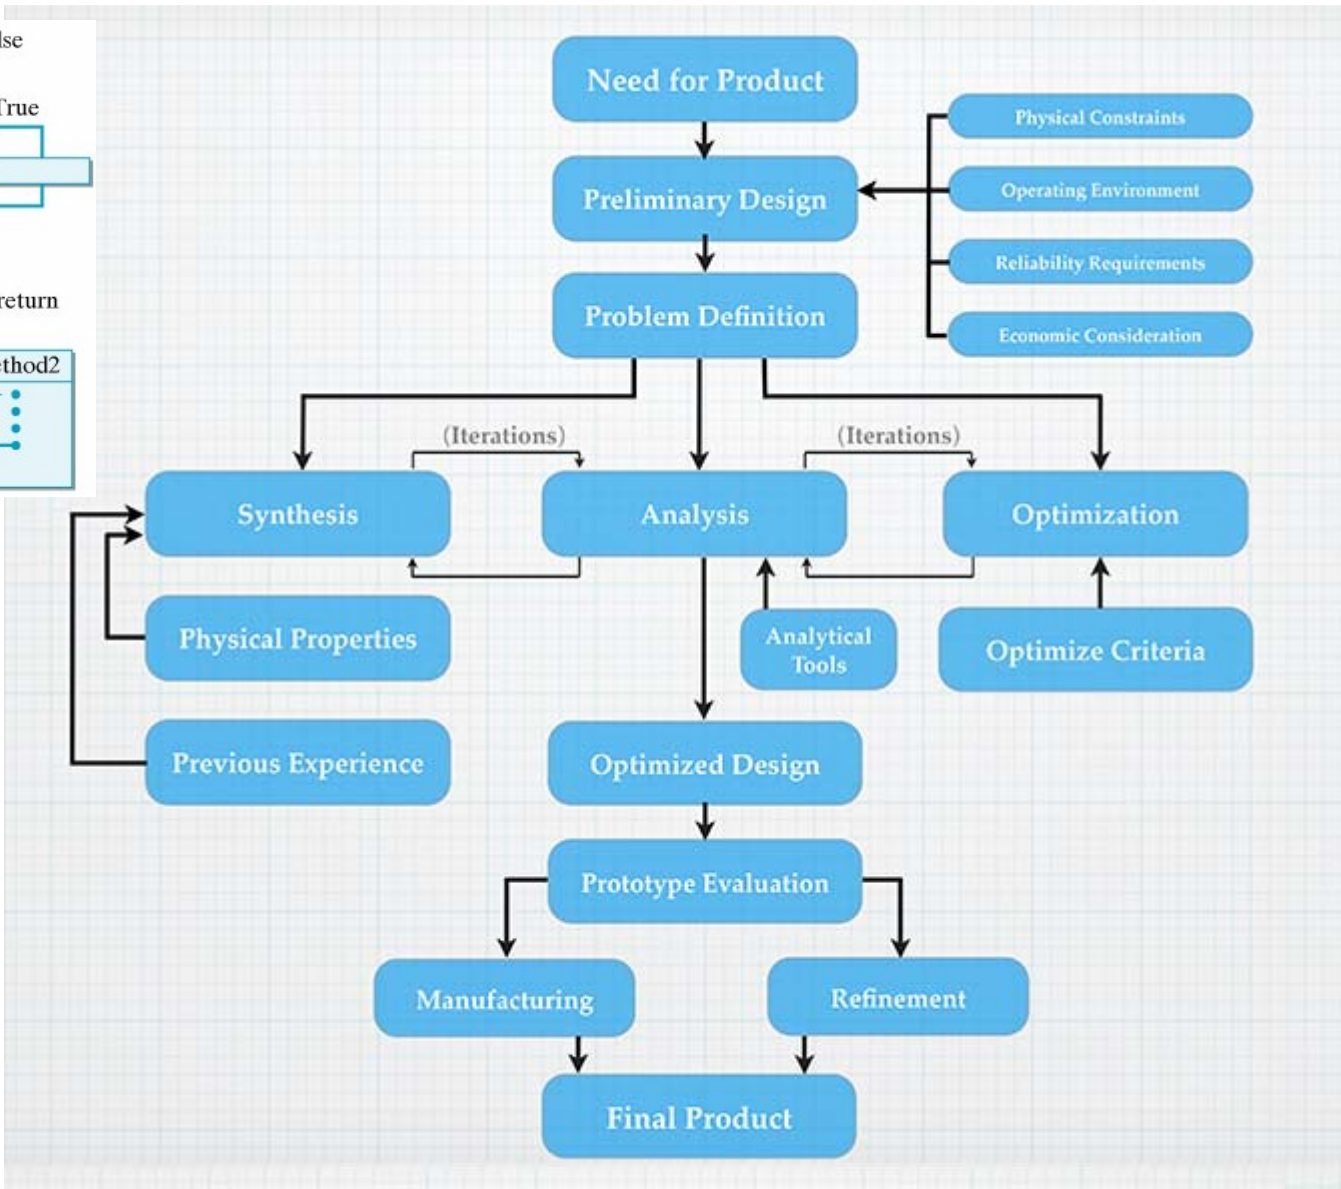 True
return
Need for Product
Physical Constraints
Preliminary Design
Operating Environment
Reliability Requirements
Problem Definition
Economic Consideration
(Iterations)
(Iterations)
Synthesis
Analysis
Optimization
Physical Properties
Analytical
Tools
Optimize Criteria
Previous Experience
Optimized Design
Prototype Evaluation
Manufacturing
Refinement
Final Product